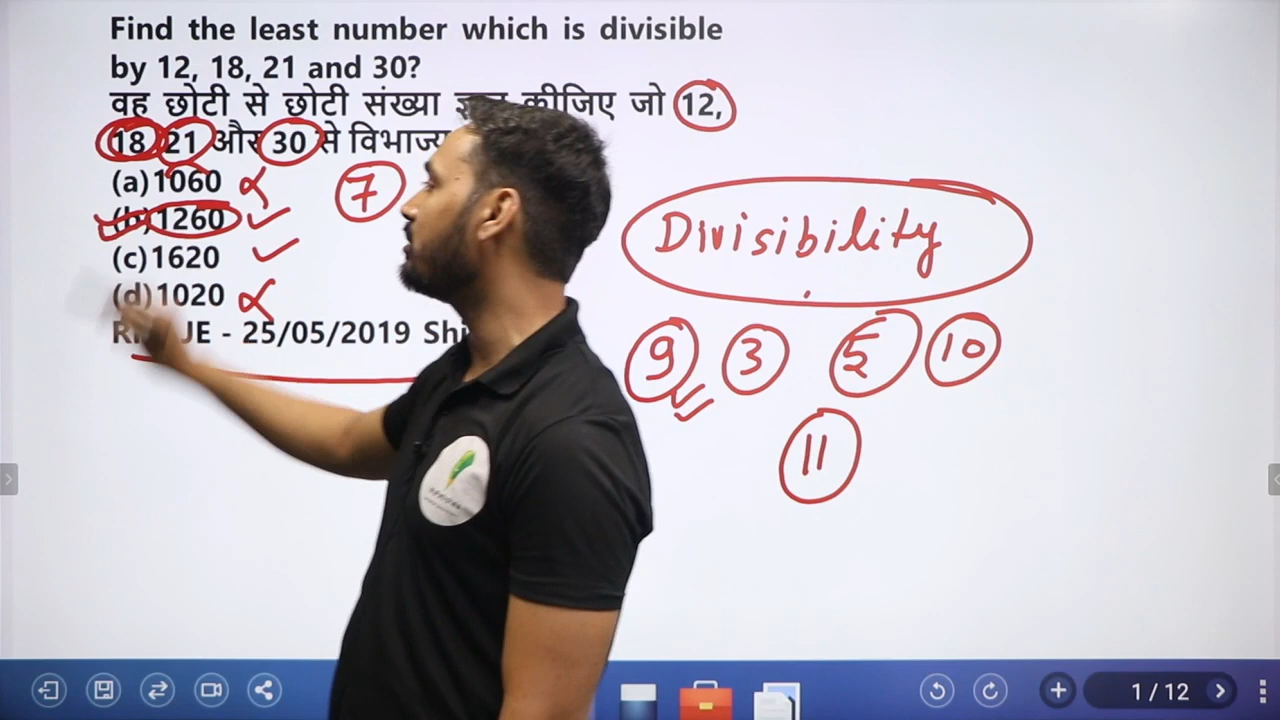 Find the least number which is divisible
by 12, 18, 21 and 30?
वह छोटी से छोटी संख्या कीजिए जो 12,
18 21 और 30 से विभाज्य
(a) 1060
(b) 1260
(c) 1620
(d) 1020
JE - 25/05/2019
7
Divisibility
9 3 5 10
11
1 / 12